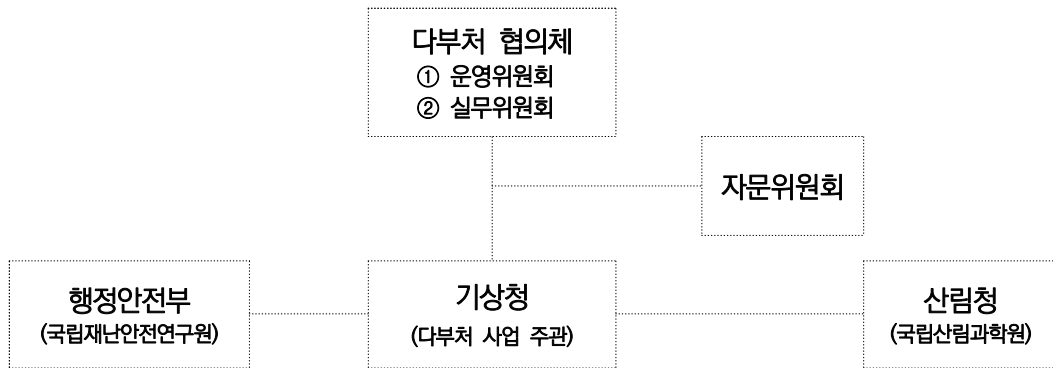 다부처 협의체
① 운영위원회
② 실무위원회
자문위원회
행정안전부
(국립재난안전연구원)
기상청
(다부처 사업 주관)
산림청
(국립산림과학원)